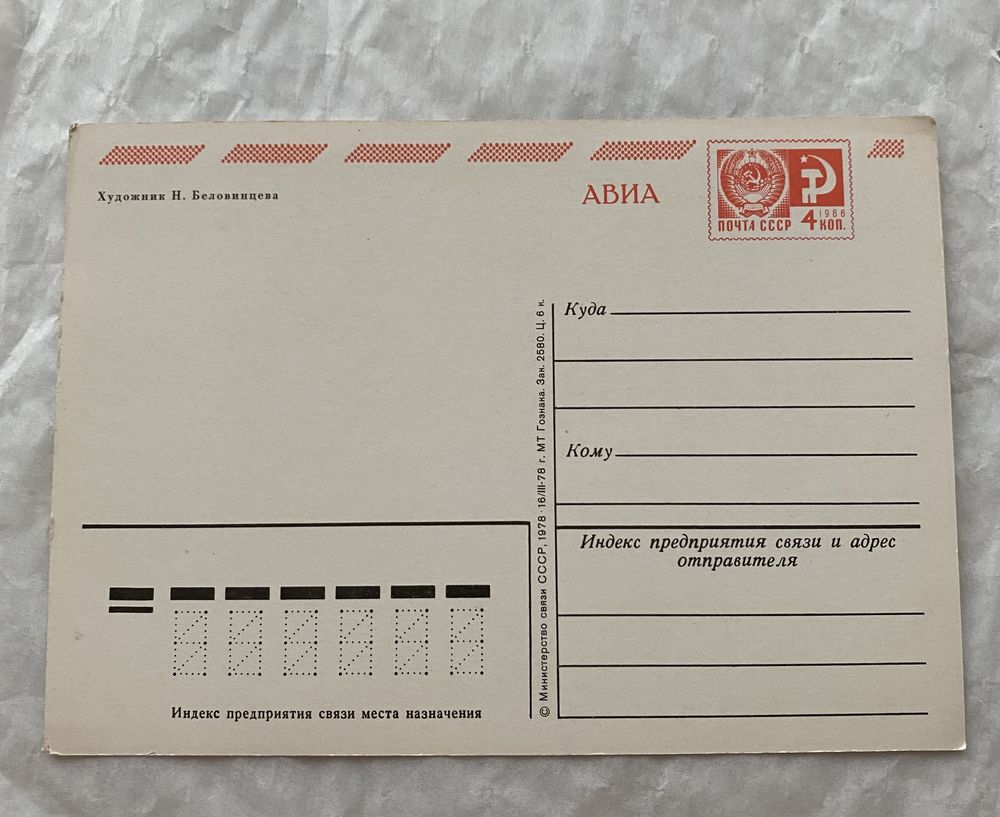 Художник Н. Беловинцева
АВИА
ПОЧТА СССР
1966
4 КОП.
Куда
Кому
Индекс предприятия связи и адрес
отправителя
© Министерство связи СССР, 1978 · 16/III-78 г. МТ Гознака. Зак. 2580. Ц. 6 к.
Индекс предприятия связи места назначения